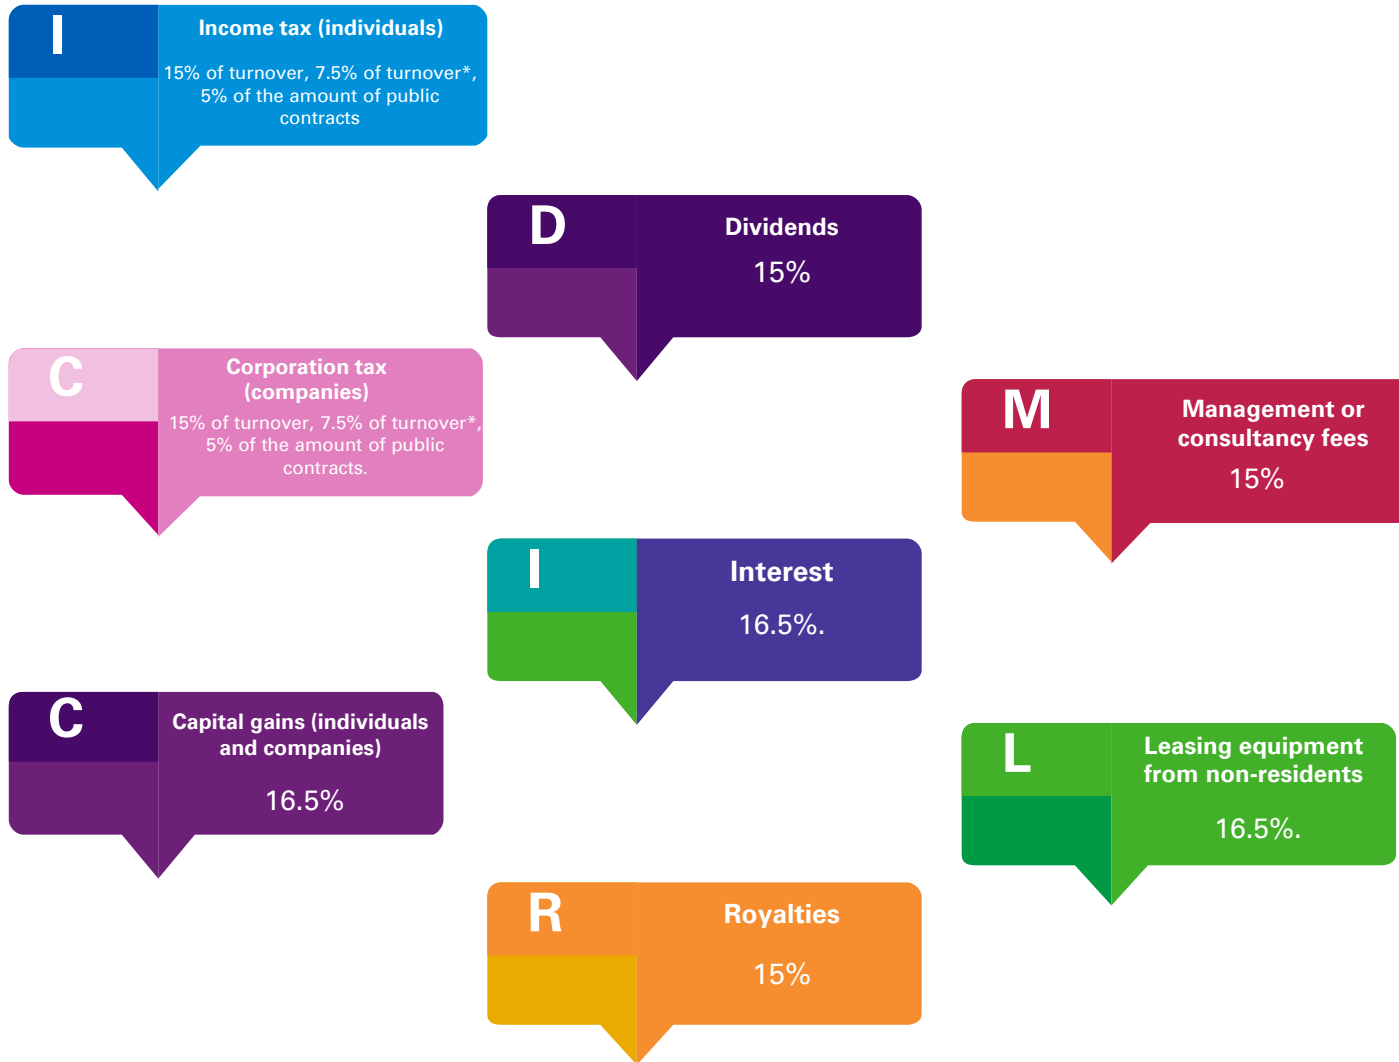 I
Income tax (individuals)
15% of turnover, 7.5% of turnover*,
5% of the amount of public
contracts
D
Dividends
15%
C
Corporation tax
(companies)
15% of turnover, 7.5% of turnover*,
5% of the amount of public
contracts.
M
Management or
consultancy fees
15%
I
Interest
16.5%.
C
Capital gains (individuals
and companies)
16.5%
L
Leasing equipment
from non-residents
16.5%.
R
Royalties
15%